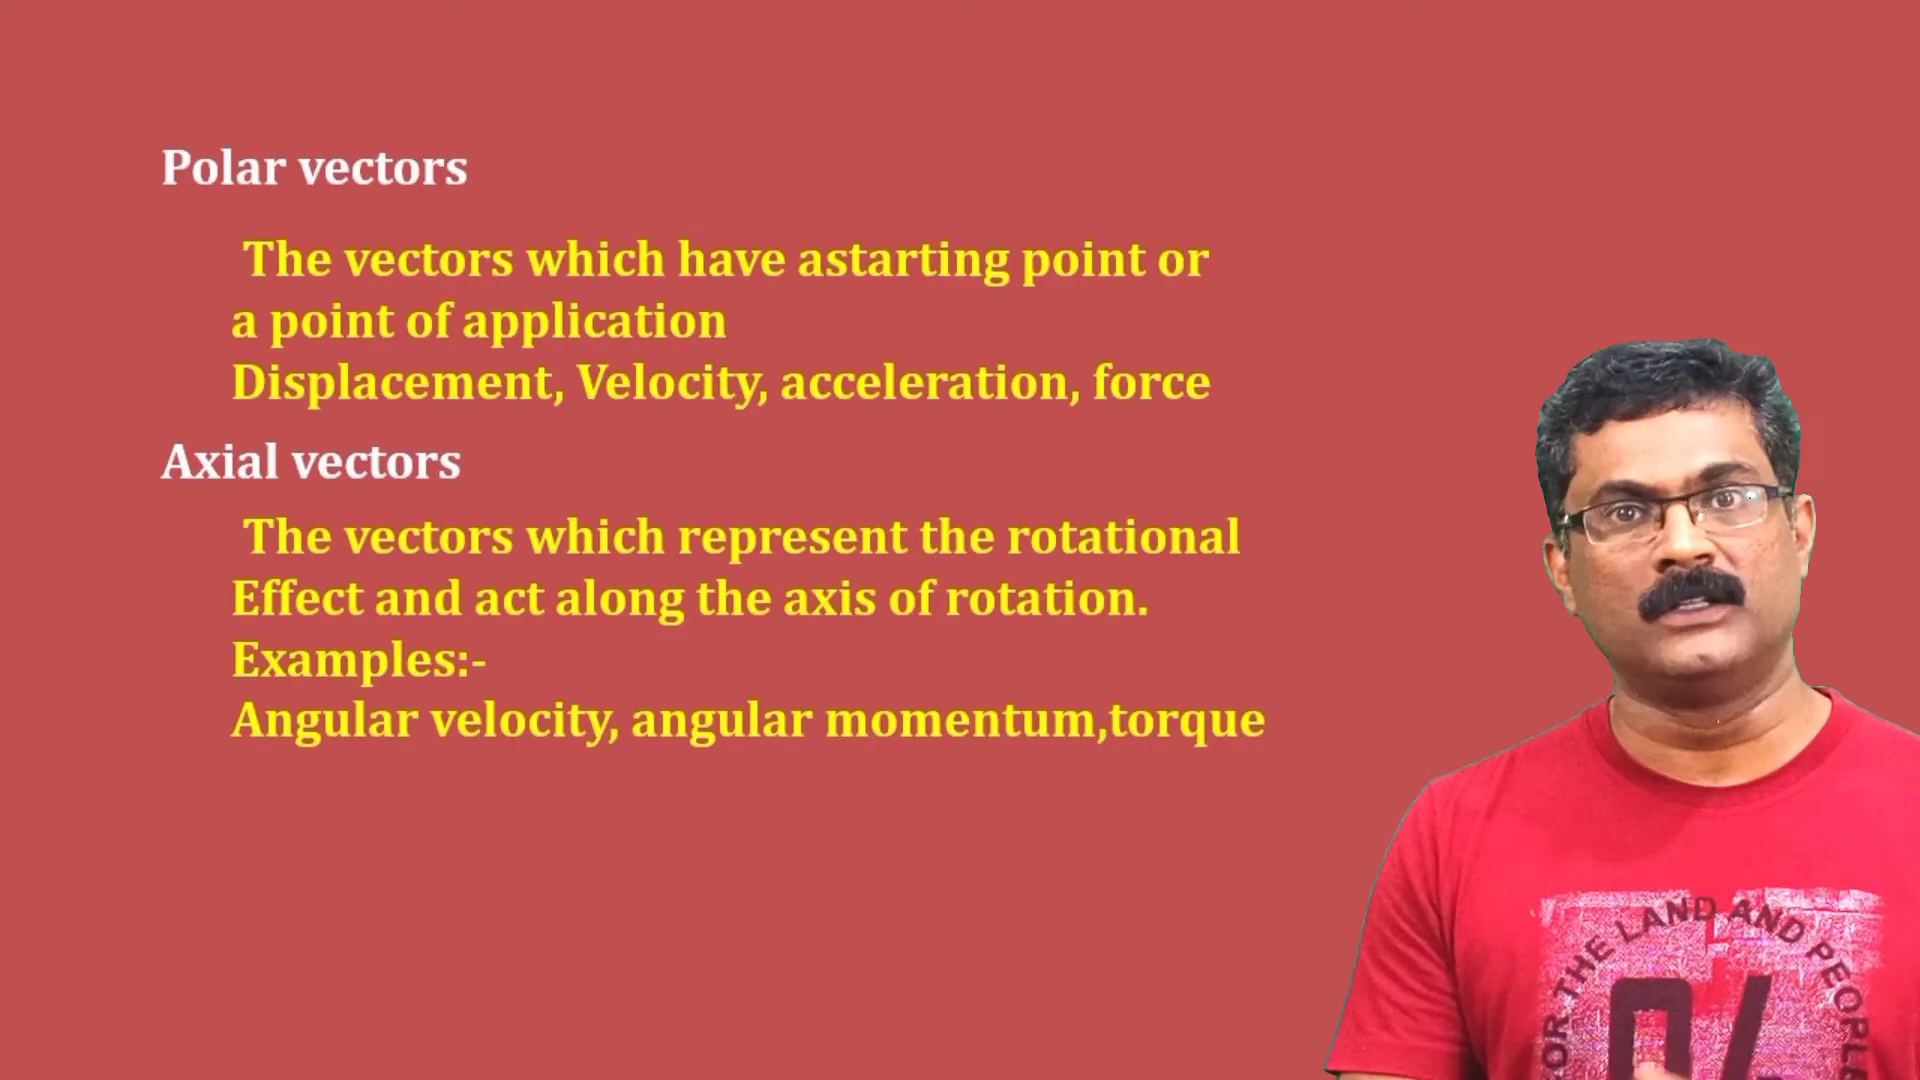 Polar vectors
The vectors which have astarting point or
a point of application
Displacement, Velocity, acceleration, force
Axial vectors
The vectors which represent the rotational
Effect and act along the axis of rotation.
Examples:-
Angular velocity, angular momentum,torque
THE LAND AND